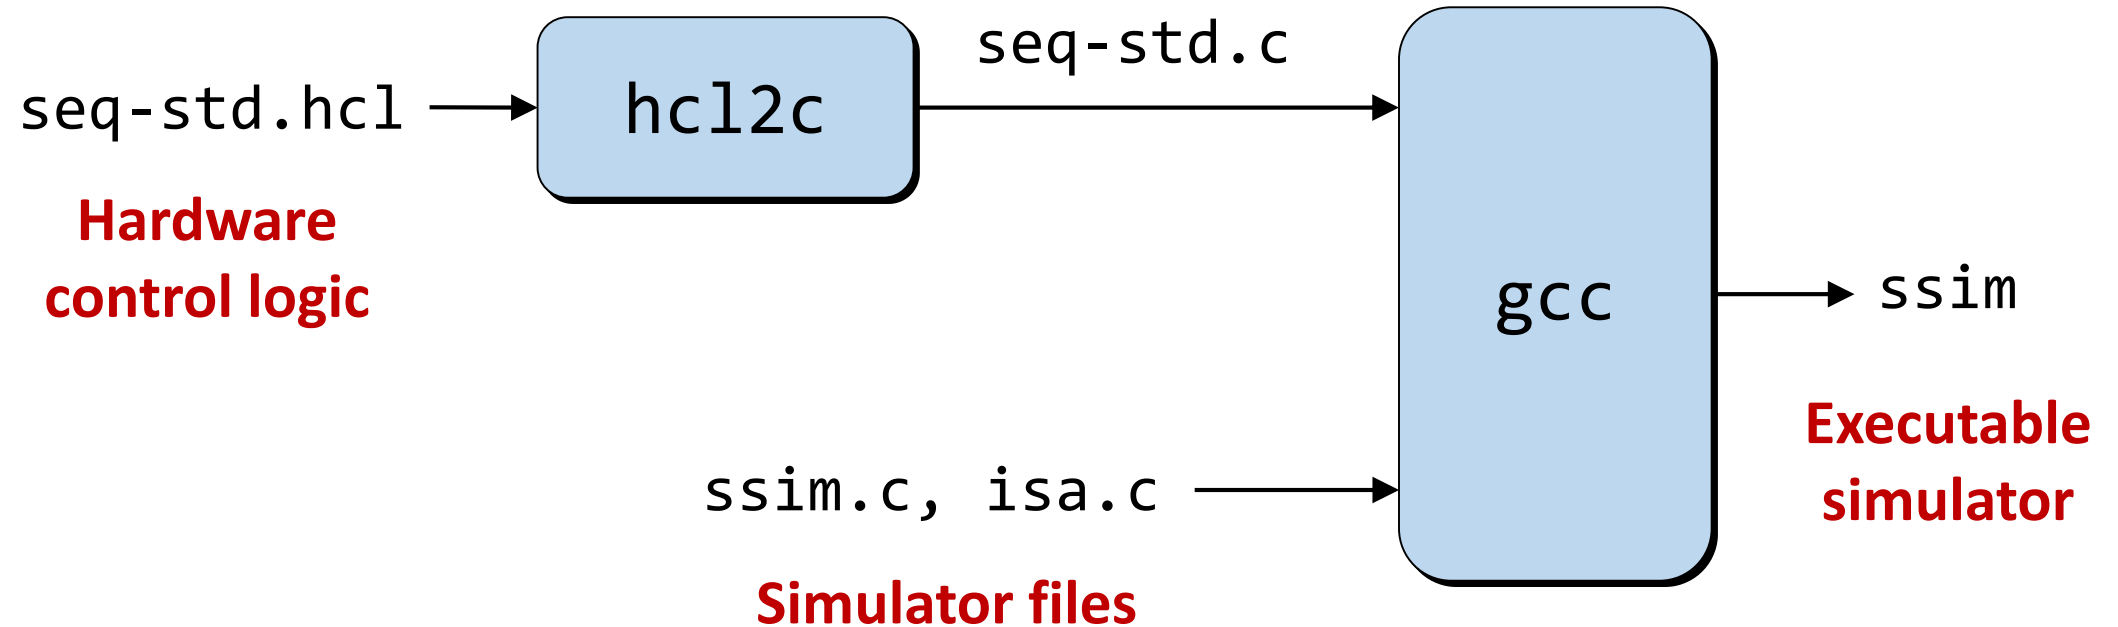 seq-std.hcl
hcl2c
seq-std.c
Hardware
control logic
gcc
ssim
Executable
simulator
ssim.c, isa.c
Simulator files